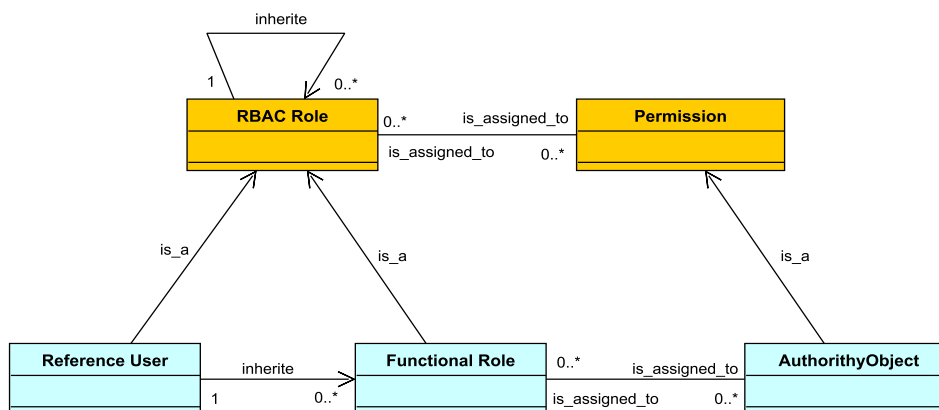 inherite
1
0..*
RBAC Role
0..*
is_assigned_to
Permission
is_assigned_to
0..*
is_a
is_a
is_a
Reference User
inherite
1
0..*
Functional Role
0..*
is_assigned_to
is_assigned_to
0..*
AuthorithyObject